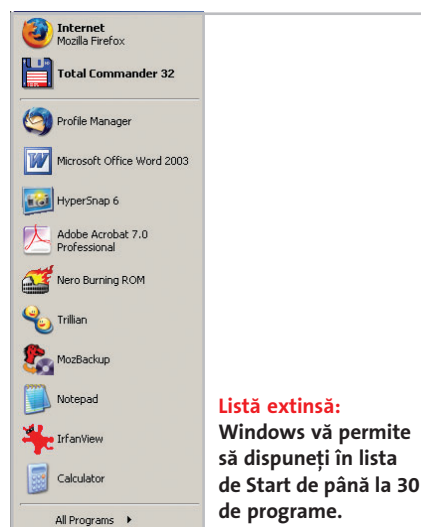 Internet
Mozilla Firefox
Total Commander 32
Profile Manager
Microsoft Office Word 2003
HyperSnap 6
Adobe Acrobat 7.0
Professional
Nero Burning ROM
Trillian
MozBackup
Notepad
IrfanView
Calculator
All Programs
Listă extinsă:
Windows vă permite
să dispuneți în lista
de Start de până la 30
de programe.